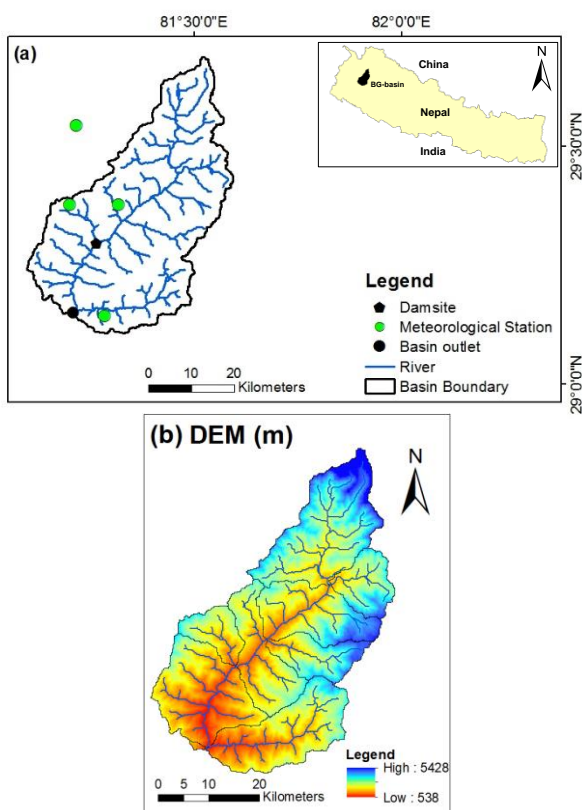 81°30'0"E 82°0'0"E
(a)
N
China
BG-basin
Nepal
India
29°30'0"N
Legend
Damsite
Meteorological Station
Basin outlet
River
Basin Boundary
0 10 20
Kilometers
29°0'0"N
(b) DEM (m)
N
Legend
High : 5428
Low : 538
0 5 10 20
Kilometers